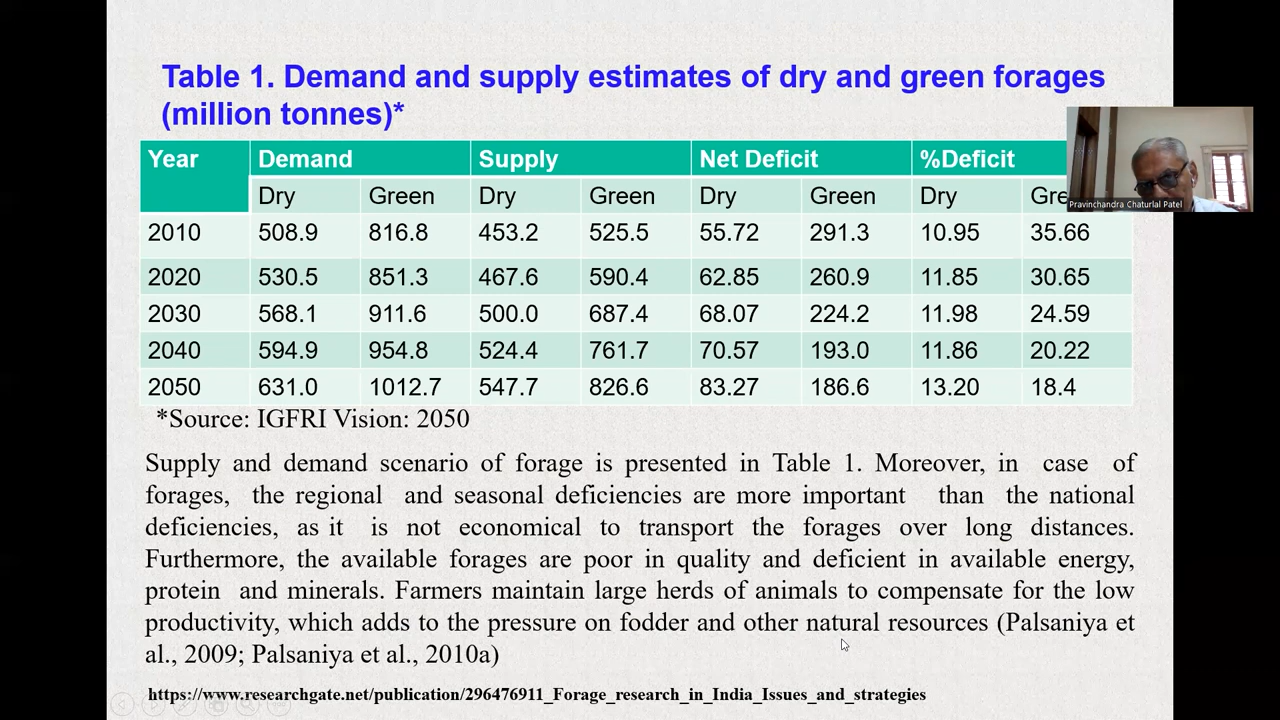 Table 1. Demand and supply estimates of dry and green forages
(million tonnes)*
Pravinchandra Chaturlal Patel
Year Demand Supply Net Deficit %Deficit
Dry Green Dry Green Dry Green Dry
2010 508.9 816.8 453.2 525.5 55.72 291.3 10.95 35.66
2020 530.5 851.3 467.6 590.4 62.85 260.9 11.85 30.65
2030 568.1 911.6 500.0 687.4 68.07 224.2 11.98 24.59
2040 594.9 954.8 524.4 761.7 70.57 193.0 11.86 20.22
2050 631.0 1012.7 547.7 826.6 83.27 186.6 13.20 18.4
*Source: IGFRI Vision: 2050
Supply and demand scenario of forage is presented in Table 1. Moreover, in case of
forages, the regional and seasonal deficiencies are more important than the national
deficiencies, as it is not economical to transport the forages over long distances.
Furthermore, the available forages are poor in quality and deficient in available energy,
protein and minerals. Farmers maintain large herds of animals to compensate for the low
productivity, which adds to the pressure on fodder and other natural resources (Palsaniya et
al., 2009; Palsaniya et al., 2010a)
https://www.researchgate.net/publication/296476911_Forage_research_in_India_Issues_and_strategies